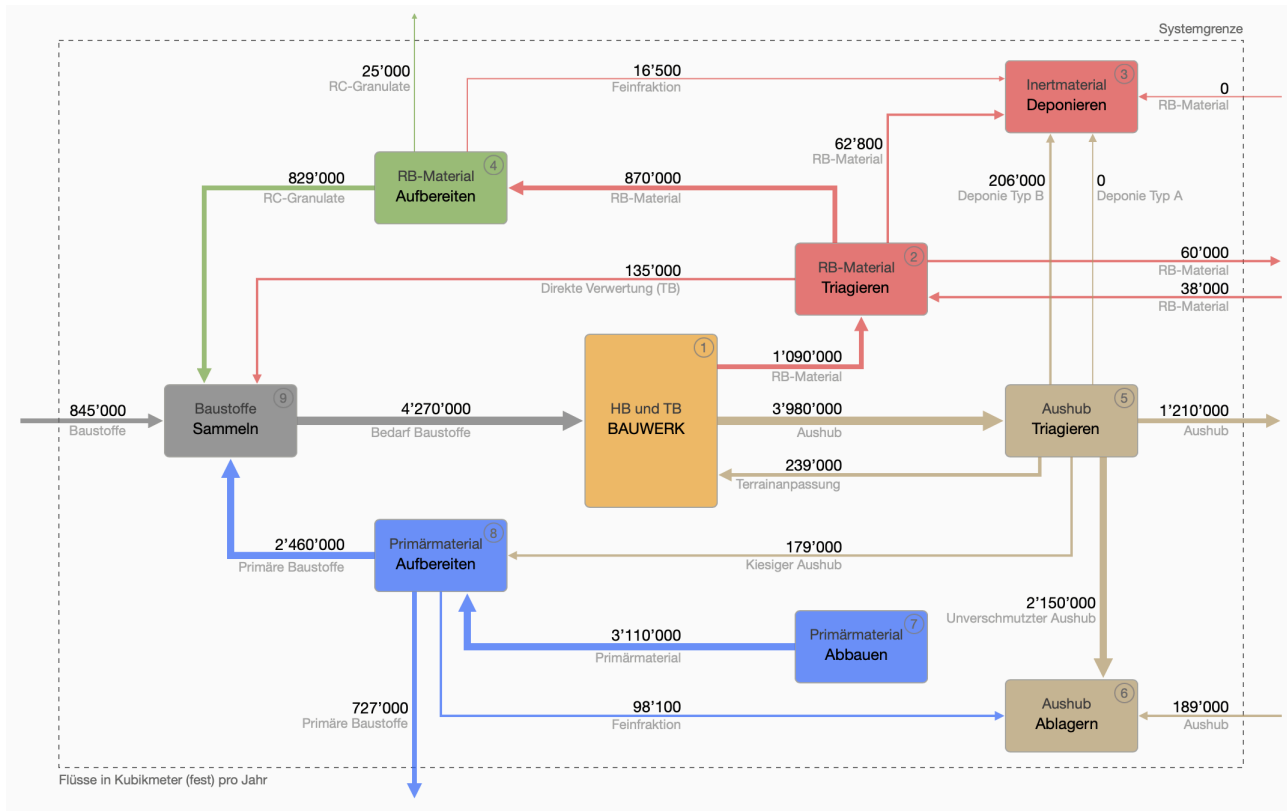 Systemgrenze
25’000
RC-Granulate
16’500
Feinfraktion
3
Inertmaterial
Deponieren
0
RB-Material
62’800
RB-Material
4
RB-Material
Aufbereiten
829’000
RC-Granulate
870’000
RB-Material
206’000
Deponie Typ B
0
Deponie Typ A
2
RB-Material
Triagieren
60’000
RB-Material
38’000
RB-Material
135’000
Direkte Verwertung (TB)
1
HB und TB
BAUWERK
1’090’000
RB-Material
845’000
Baustoffe
9
Baustoffe
Sammeln
4’270’000
Bedarf Baustoffe
3’980’000
Aushub
5
Aushub
Triagieren
1’210’000
Aushub
239’000
Terrainanpassung
2’460’000
Primäre Baustoffe
8
Primärmaterial
Aufbereiten
179’000
Kiesiger Aushub
2’150’000
Unverschmutzter Aushub
3’110’000
Primärmaterial
7
Primärmaterial
Abbauen
727’000
Primäre Baustoffe
98’100
Feinfraktion
6
Aushub
Ablagern
189’000
Aushub
Flüsse in Kubikmeter (fest) pro Jahr